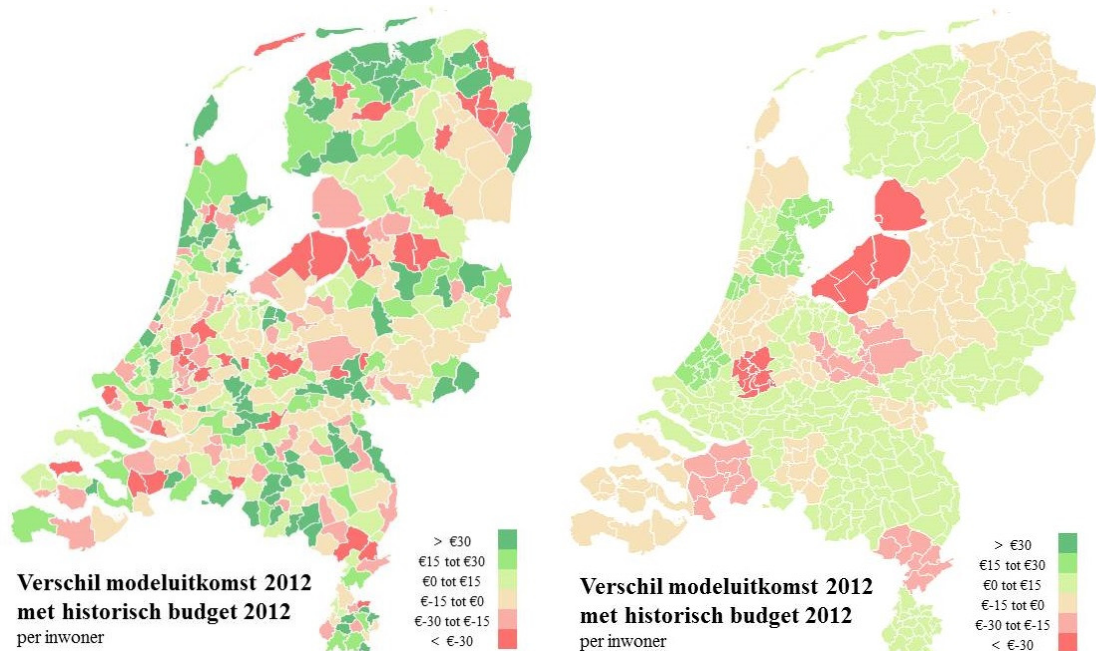 > €30
€15 tot €30
€0 tot €15
€-15 tot €0
€-30 tot €-15
< €-30
Verschil modeluitkomst 2012
met historisch budget 2012
per inwoner
> €30
€15 tot €30
€0 tot €15
€-15 tot €0
€-30 tot €-15
< €-30
Verschil modeluitkomst 2012
met historisch budget 2012
per inwoner